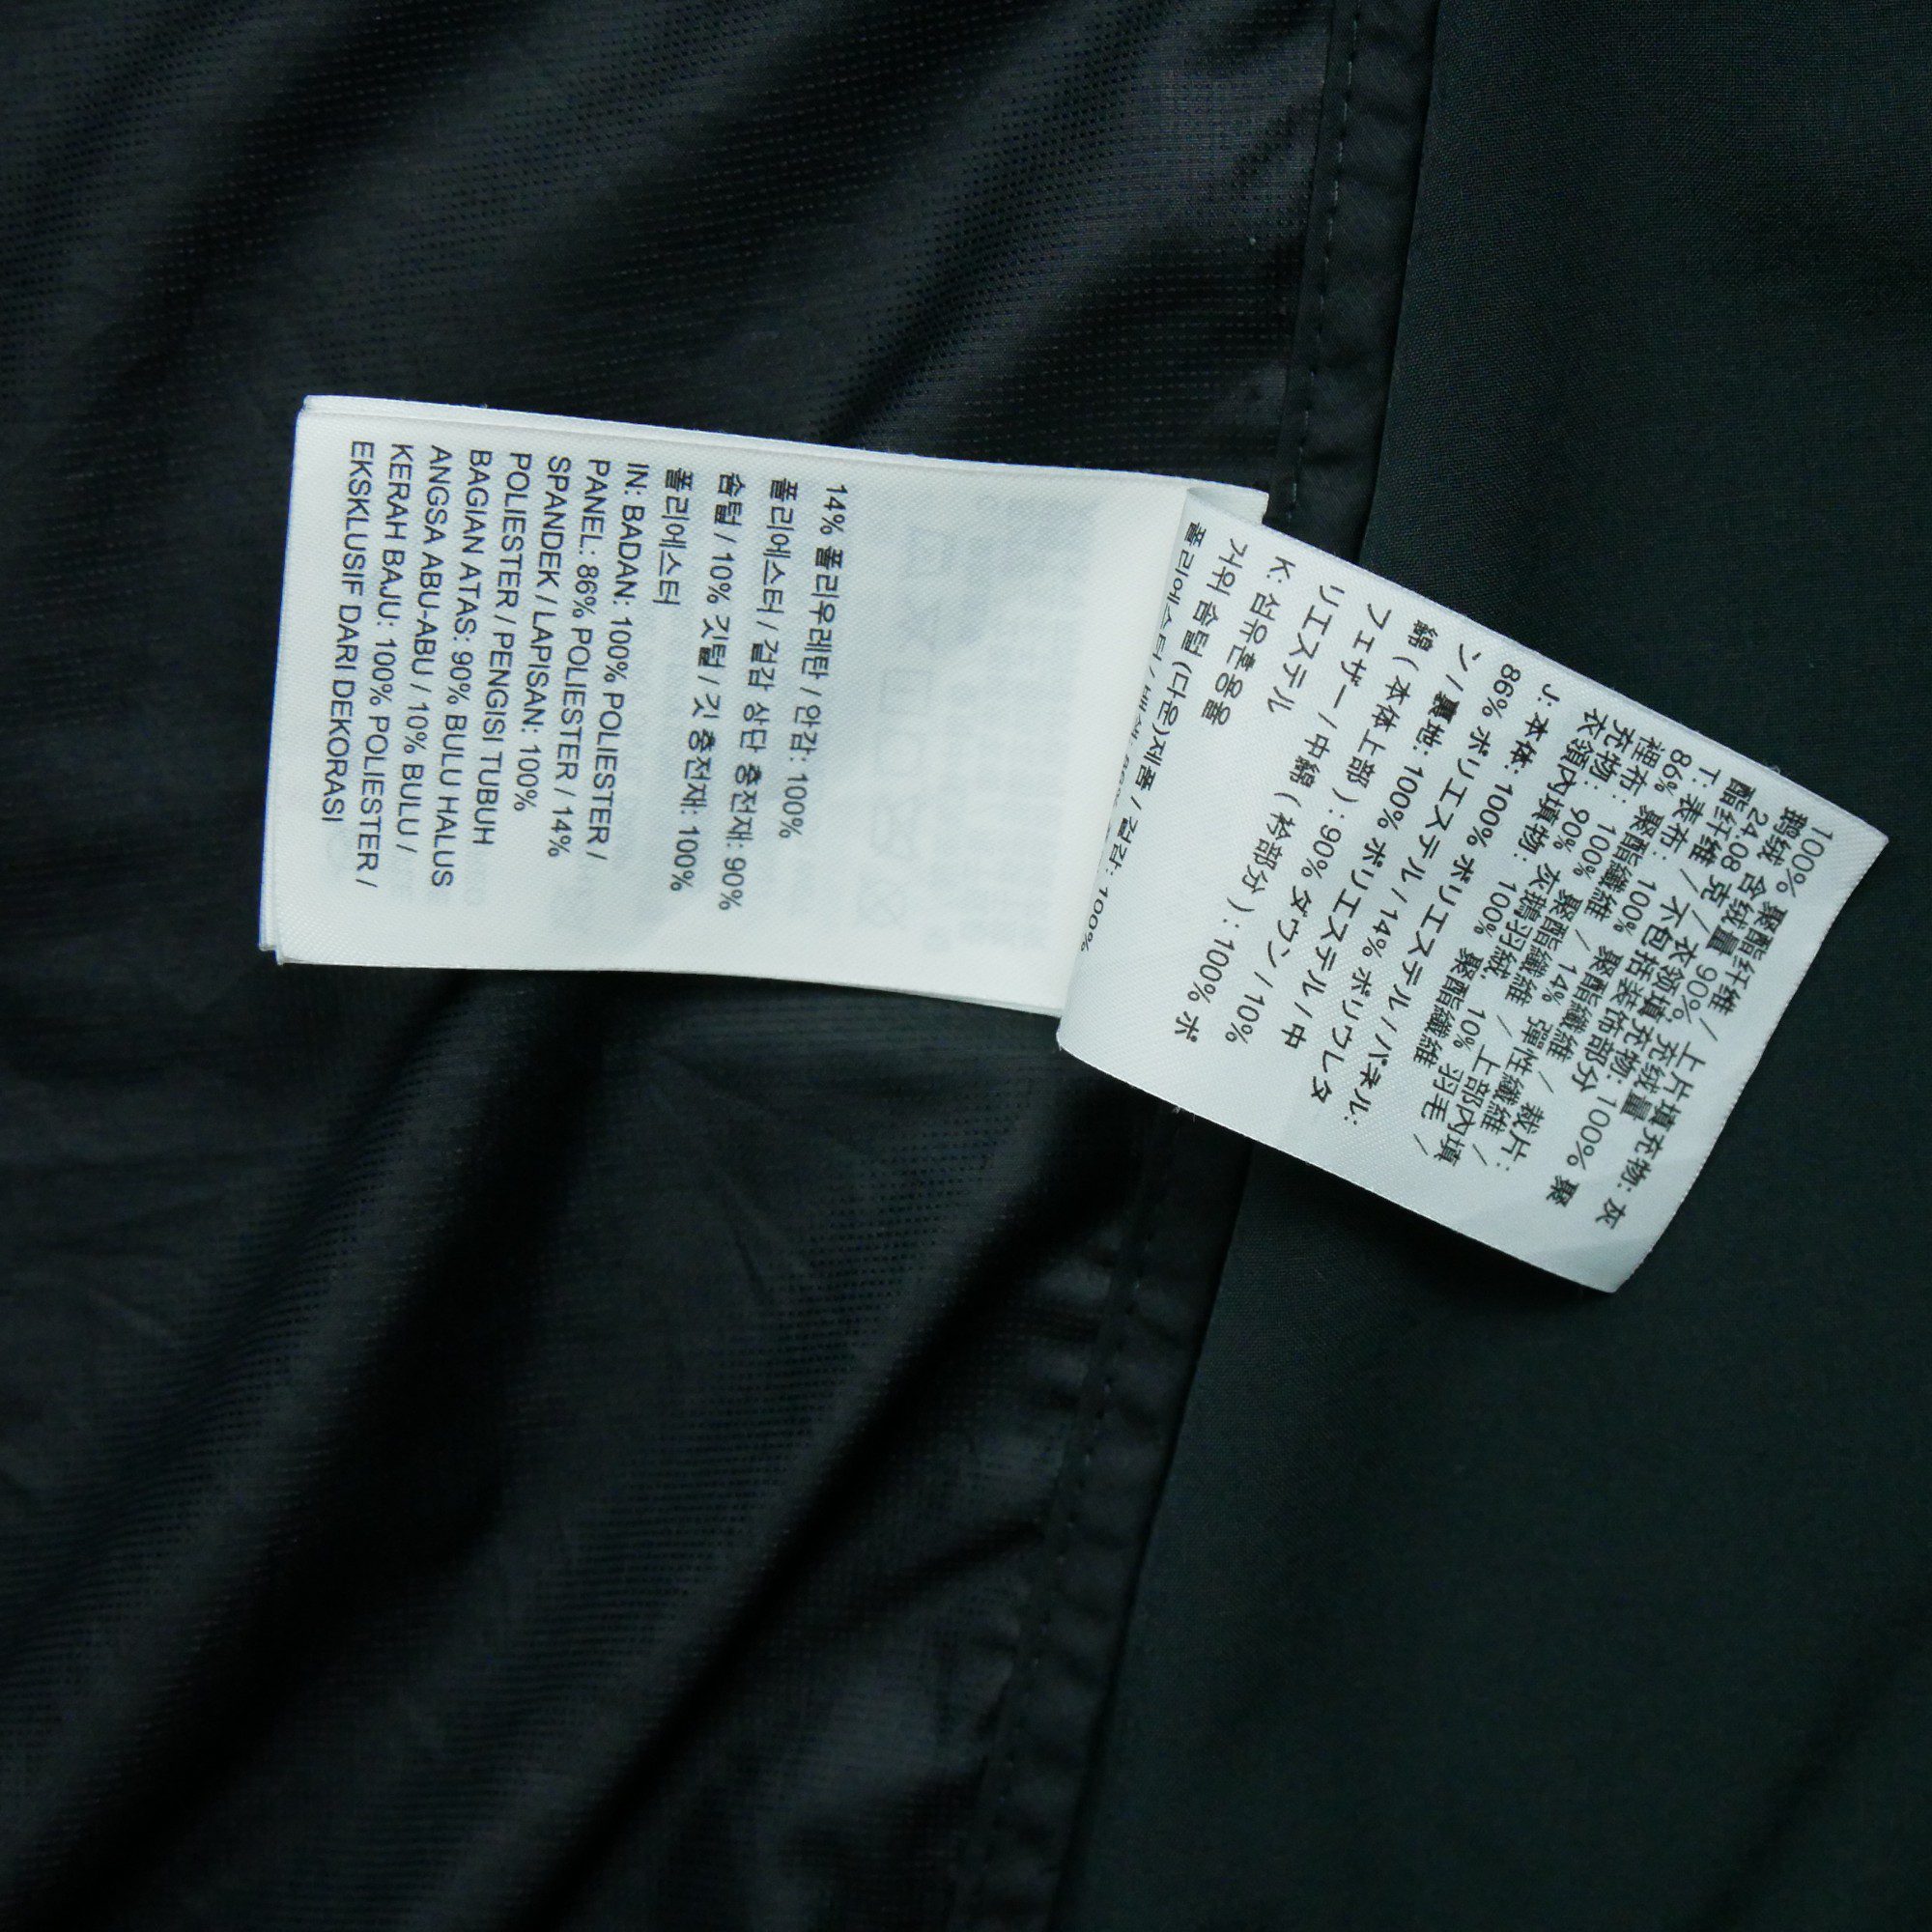 14% 폴리우레탄 / 안감: 100%
폴리에스터 / 겉감 상단 충전재: 90%
솜털 / 10% 깃털 / 깃 충전재: 100%
폴리에스터
IN: BADAN: 100% POLIESTER /
PANEL: 86% POLIESTER / 14%
SPANDEK / LAPISAN: 100%
POLIESTER / PENGISI TUBUH
BAGIAN ATAS: 90% BULU HALUS
ANGSA ABU-ABU / 10% BULU /
KERAH BAJU: 100% POLIESTER /
EKSKLUSIF DARI DEKORASI
100% 聚酯纤维 / 上片填充物: 灰
鹅绒 含绒量 90% 充绒量
24.08 克 / 衣领填充物: 100% 聚
酯纤维 / 不包括装饰部分
T: 表布: 100% 聚酯纖維 / 裁片:
86% 聚酯纖維 / 14% 彈性纖維 /
裡布: 100% 聚酯纖維 / 上部內填
充物: 90% 灰鵝羽絨 10% 羽毛 /
衣領內填物: 100% 聚酯纖維
J: 本体: 100% ポリエステル / パネル:
86% ポリエステル / 14% ポリウレタ
ン / 裏地: 100% ポリエステル / 中
綿 ( 本体上部 ) : 90% ダウン / 10%
フェザー / 中綿 ( 衿部分 ) : 100% ポ
リエステル
K: 섬유혼용율
거위 솜털 (다운)제품 / 겉감: 100%
폴리에스터 /